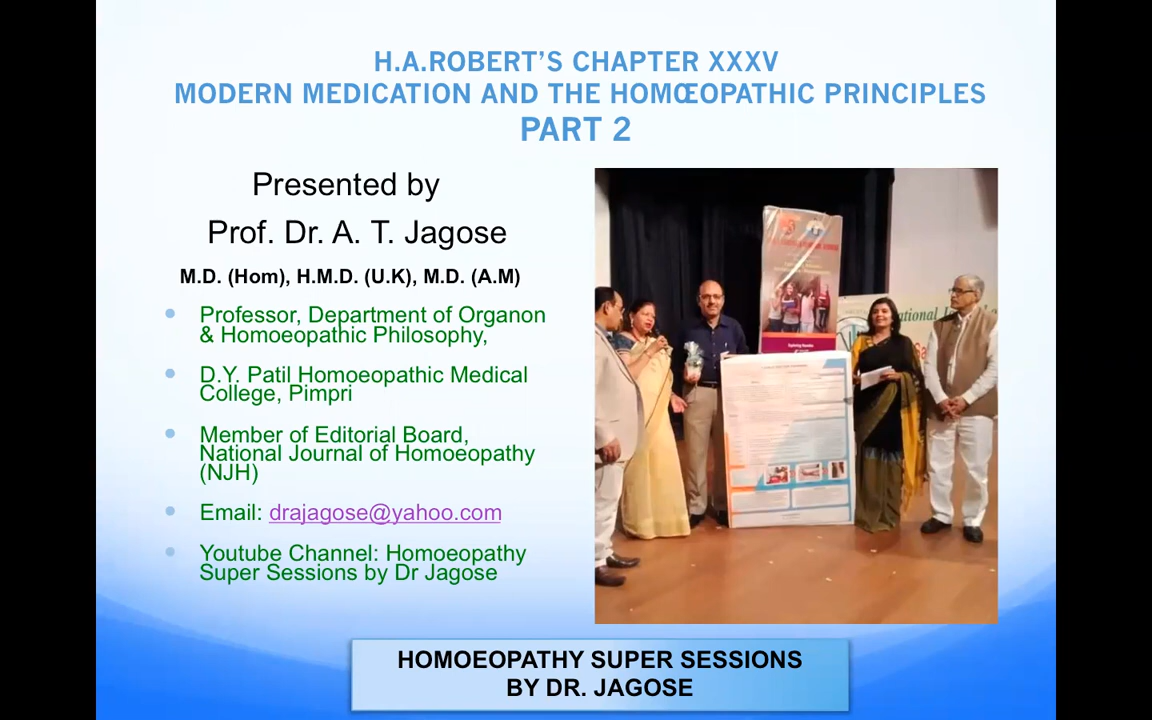 H.A.ROBERT'S CHAPTER XXXV
MODERN MEDICATION AND THE HOMŒOPATHIC PRINCIPLES
PART 2
Presented by
Prof. Dr. A. T. Jagose
M.D. (Hom), H.M.D. (U.K), M.D. (A.M)
Professor, Department of Organon
& Homoeopathic Philosophy,
D.Y. Patil Homoeopathic Medical
College, Pimpri
Member of Editorial Board,
National Journal of Homoeopathy
(NJH)
Email: drajagose@yahoo.com
Youtube Channel: Homoeopathy
Super Sessions by Dr Jagose
HOMOEOPATHY SUPER SESSIONS
BY DR. JAGOSE